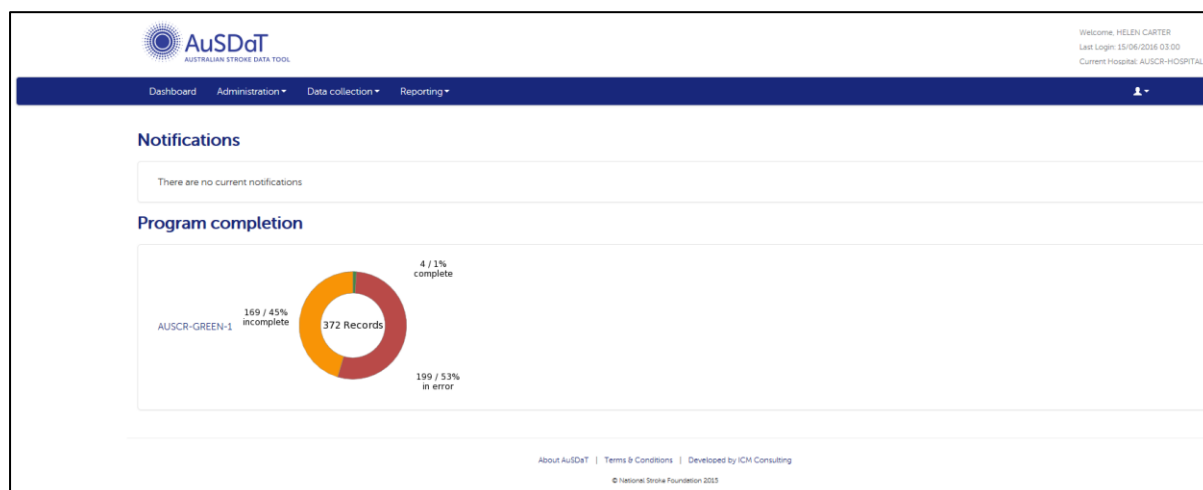 AuSDaT
AUSTRALIAN STROKE DATA TOOL
Welcome, HELEN CARTER
Last Login: 15/06/2016 03:00
Current Hospital: AUSCR-HOSPITAL
Dashboard Administration Data collection Reporting
Notifications
There are no current notifications
Program completion
AUSCR-GREEN-1
169 / 45%
incomplete
372 Records
4 / 1%
complete
199 / 53%
in error
About AuSDaT | Terms & Conditions | Developed by ICM Consulting
© National Stroke Foundation 2015